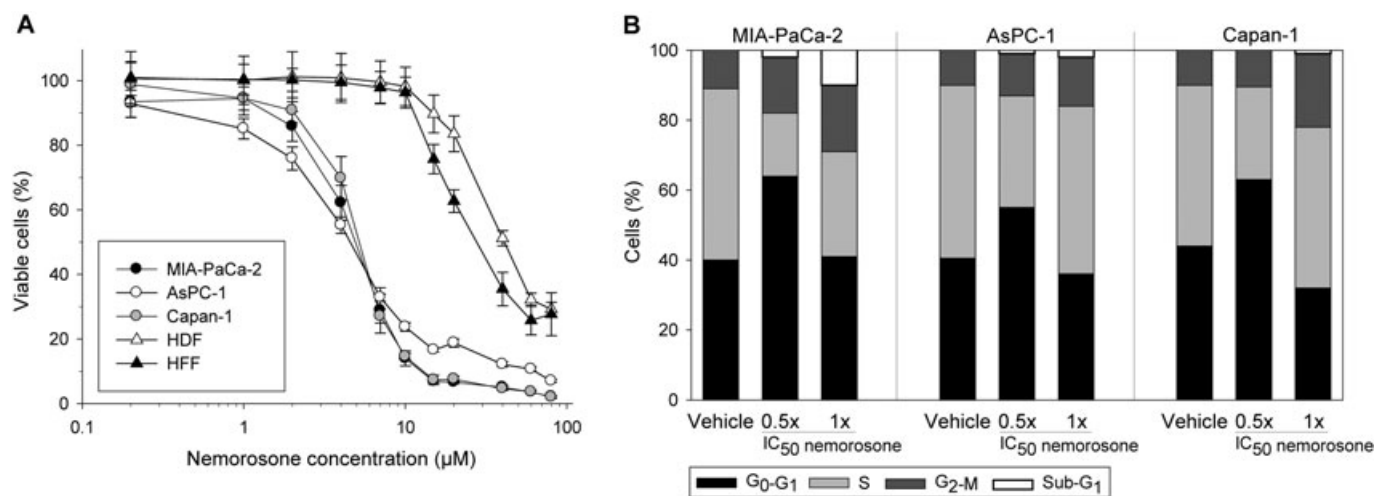 A
Viable cells (%)
100
80
60
40
20
0
0.1 1 10 100
Nemorosone concentration (µM)
MIA-PaCa-2
AsPC-1
Capan-1
HDF
HFF
B
MIA-PaCa-2 AsPC-1 Capan-1
Cells (%)
100
80
60
40
20
0
Vehicle 0.5x 1x Vehicle 0.5x 1x Vehicle 0.5x 1x
IC50 nemorosone IC50 nemorosone IC50 nemorosone
G0-G1 S G2-M Sub-G1